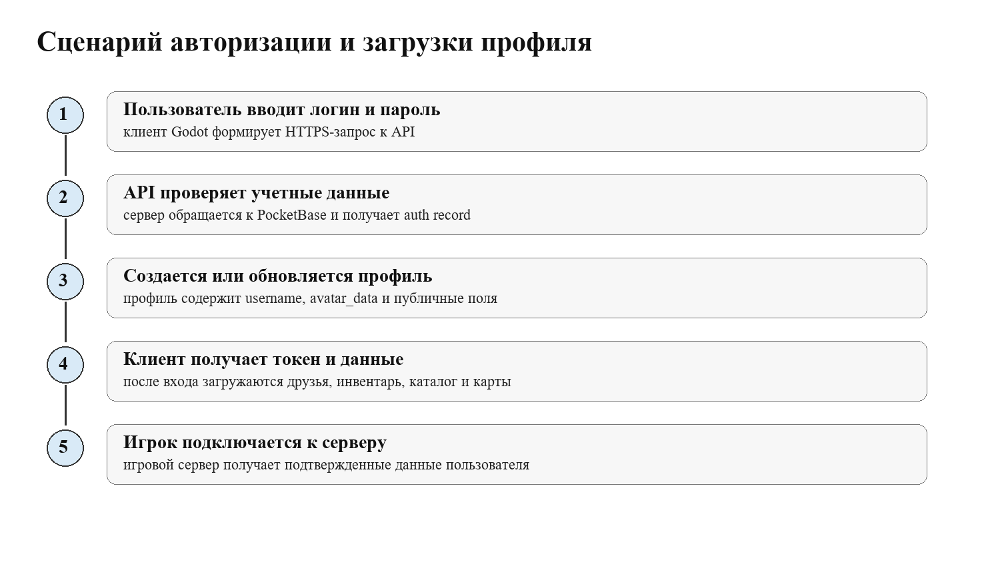 Сценарий авторизации и загрузки профиля
1
Пользователь вводит логин и пароль
клиент Godot формирует HTTPS-запрос к API
2
API проверяет учетные данные
сервер обращается к PocketBase и получает auth record
3
Создается или обновляется профиль
профиль содержит username, avatar_data и публичные поля
4
Клиент получает токен и данные
после входа загружаются друзья, инвентарь, каталог и карты
5
Игрок подключается к серверу
игровой сервер получает подтвержденные данные пользователя